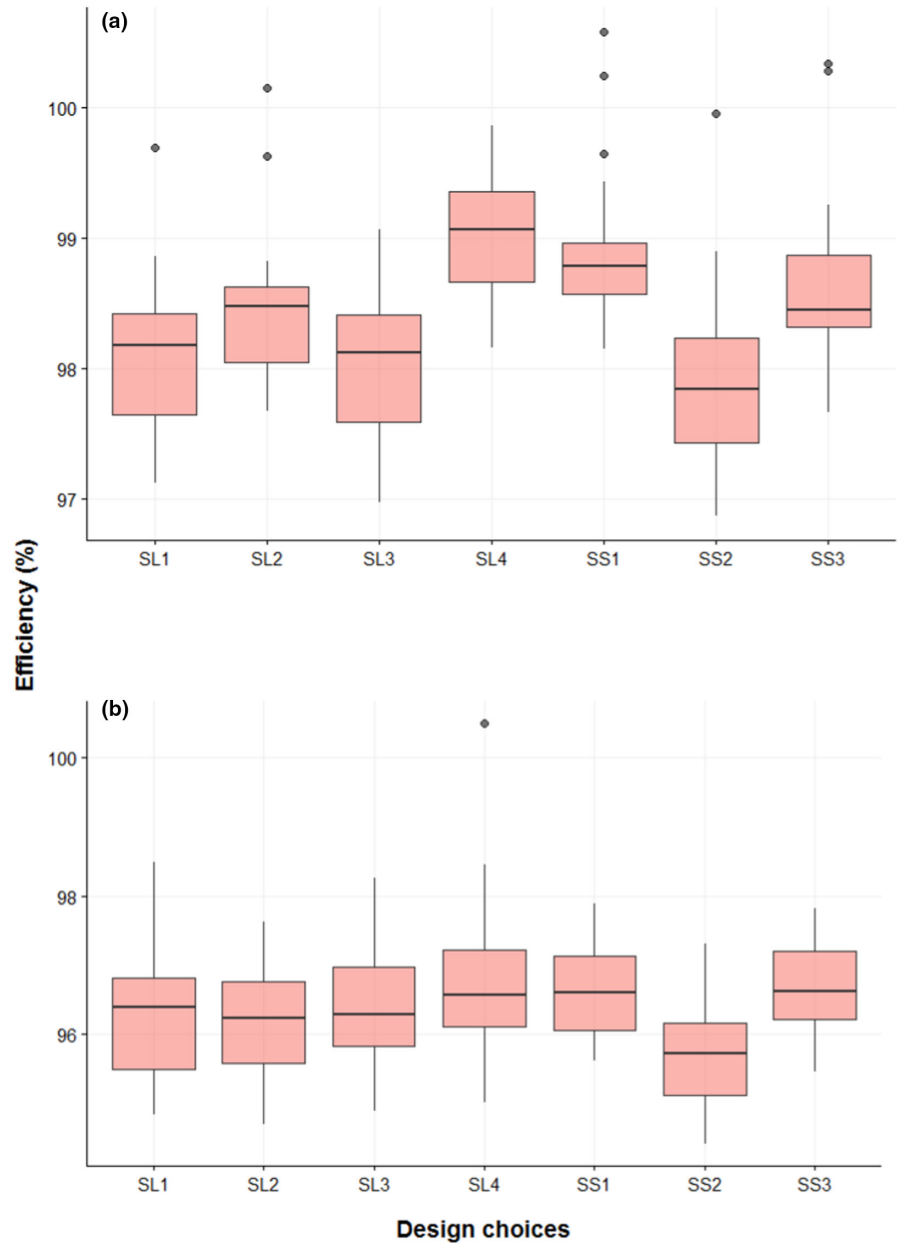 (a)
100
99
98
97
SL1 SL2 SL3 SL4 SS1 SS2 SS3
Efficiency (%)
(b)
100
98
96
SL1 SL2 SL3 SL4 SS1 SS2 SS3
Design choices